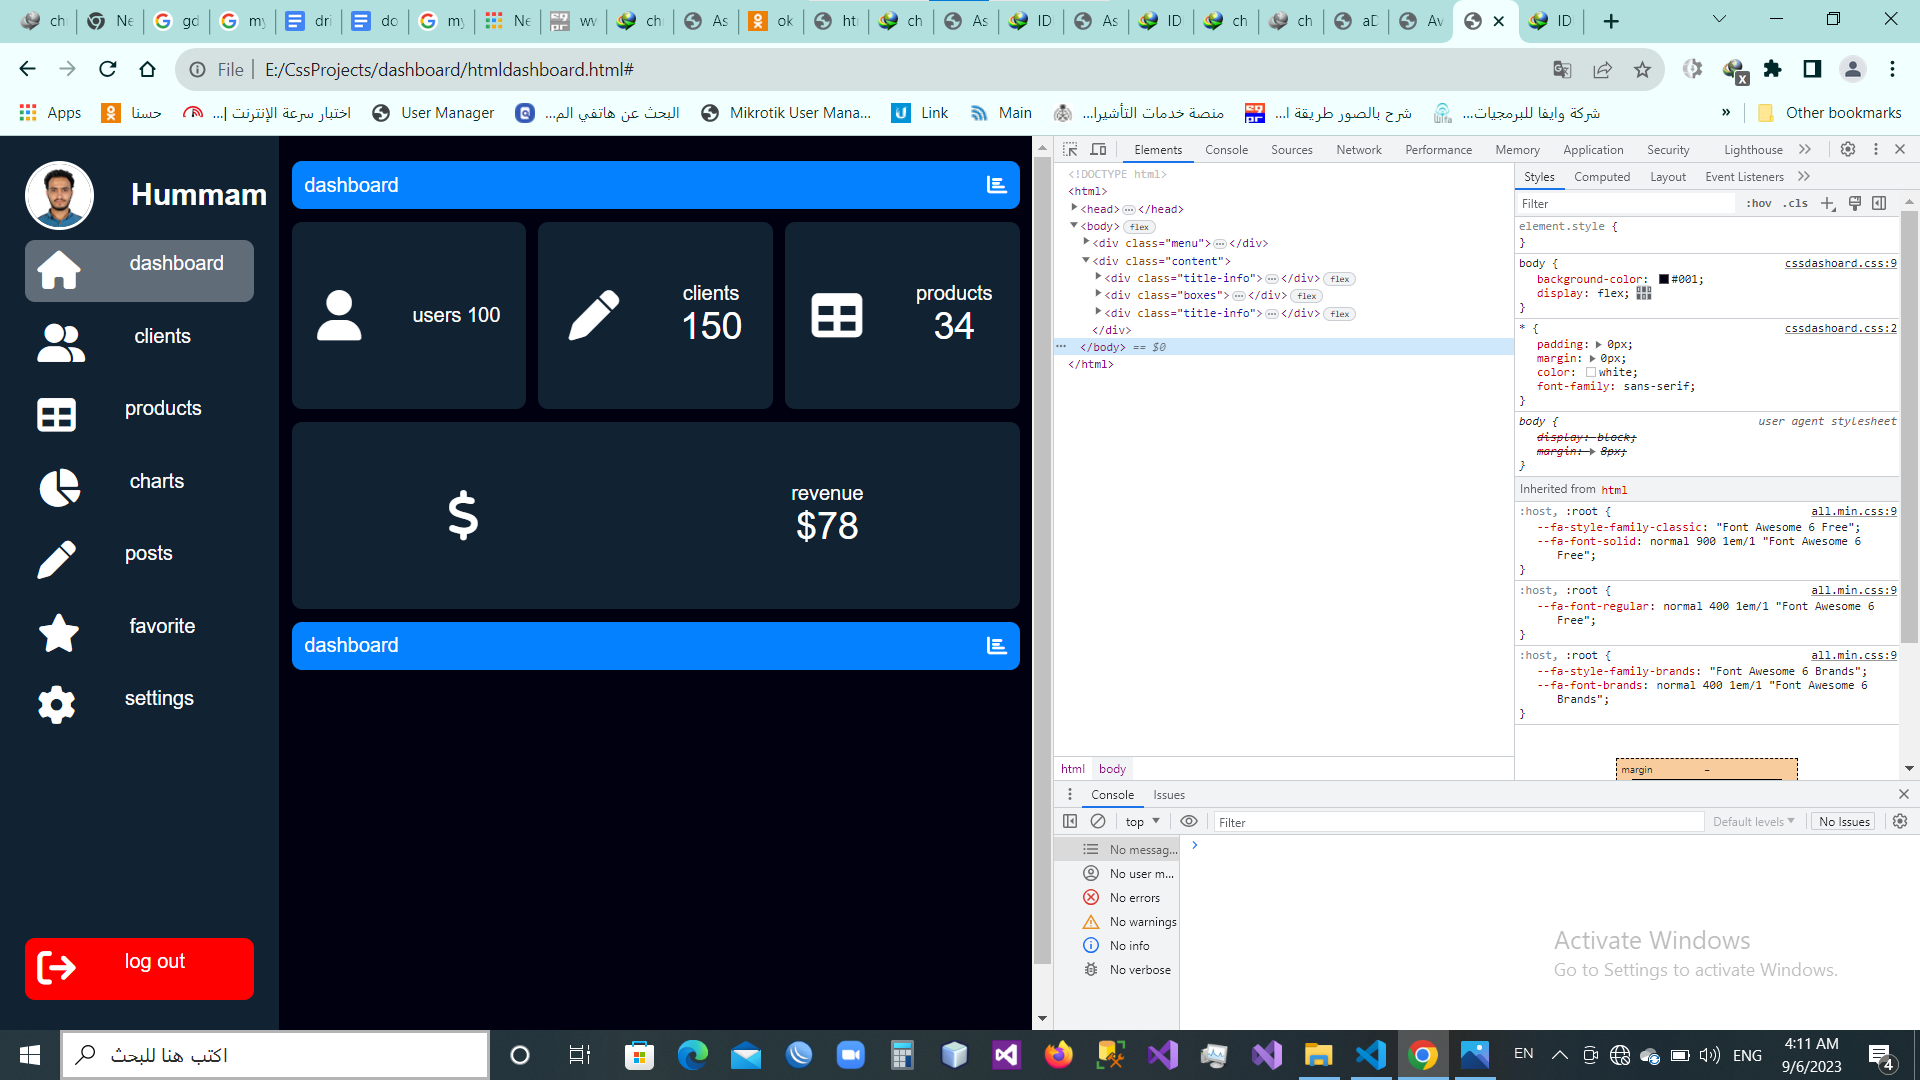 ch
Ne
gd
my
dri
do
my
Ne
wv
ch
As
ok
ht
ch
As
ID
As
ID
ch
ch
aD
Av
ID
File
E:/CssProjects/dashboard/htmldashboard.html#
x
Apps
حسنا
اختبار سرعة الإنترنت |...
User Manager
البحث عن هاتفي الم...
Mikrotik User Mana...
Link
Main
منصة خدمات التأشيرا...
شرح بالصور طريقة ا...
شركة وايفا للبرمجيات...
»
Other bookmarks
Hummam
dashboard
clients
products
charts
posts
favorite
settings
log out
dashboard
users 100
clients
150
products
34
revenue
$78
dashboard
Elements Console Sources Network Performance Memory Application Security Lighthouse
<!DOCTYPE html>
<html>
<head> … </head>
<body> flex
<div class="menu"> … </div>
<div class="content">
<div class="title-info"> … </div> flex
<div class="boxes"> … </div> flex
<div class="title-info"> … </div> flex
</div>
</body> == $0
</html>
html body
Styles Computed Layout Event Listeners
Filter :hov .cls
element.style {
}
body { cssdashoard.css:9
background-color: #001;
display: flex;
}
* { cssdashoard.css:2
padding: 0px;
margin: 0px;
color: white;
font-family: sans-serif;
}
body { user agent stylesheet
display: block;
margin: 8px;
}
Inherited from html
:host, :root { all.min.css:9
--fa-style-family-classic: "Font Awesome 6 Free";
--fa-font-solid: normal 900 1em/1 "Font Awesome 6
Free";
}
:host, :root { all.min.css:9
--fa-font-regular: normal 400 1em/1 "Font Awesome 6
Free";
}
:host, :root { all.min.css:9
--fa-style-family-brands: "Font Awesome 6 Brands";
--fa-font-brands: normal 400 1em/1 "Font Awesome 6
Brands";
}
margin –
Console Issues
top Filter Default levels No Issues
No messag...
No user m...
No errors
No warnings
No info
No verbose
Activate Windows
Go to Settings to activate Windows.
اكتب هنا للبحث
EN
ENG
4:11 AM
9/6/2023
4